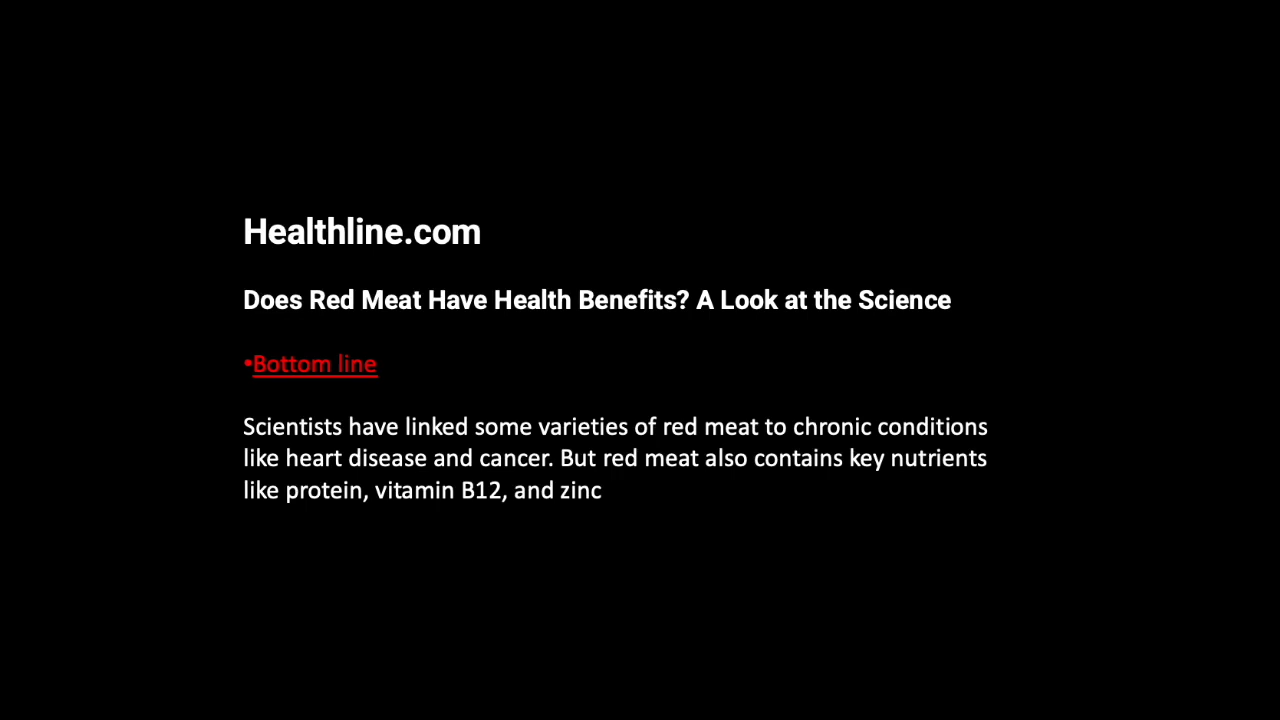 Healthline.com
Does Red Meat Have Health Benefits? A Look at the Science
•Bottom line
Scientists have linked some varieties of red meat to chronic conditions
like heart disease and cancer. But red meat also contains key nutrients
like protein, vitamin B12, and zinc